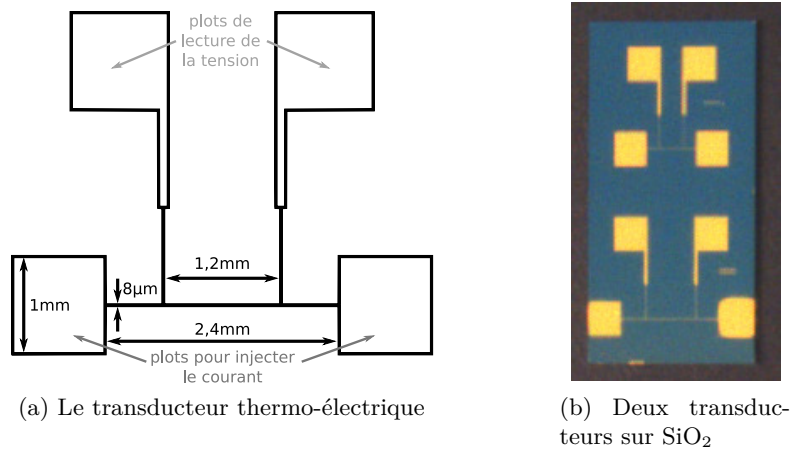 plots de
lecture de
la tension
1,2mm
8µm
1mm
2,4mm
plots pour injecter
le courant
(a) Le transducteur thermo-électrique
(b) Deux transduc-
teurs sur SiO₂